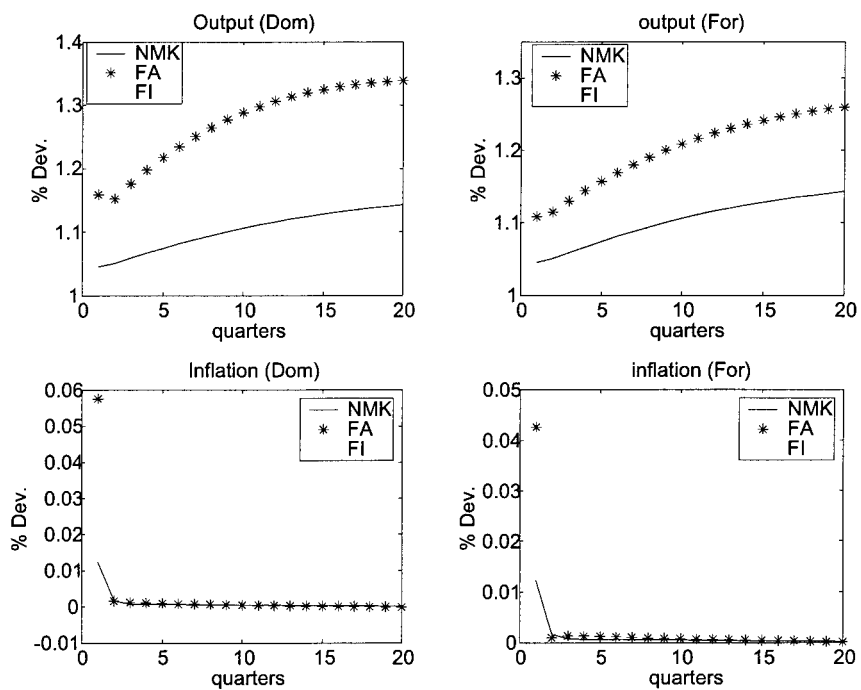 Output (Dom)
1.4
1.3
1.2
1.1
1
% Dev.
NMK
FA
FI
0
5
10
15
20
quarters
output (For)
1.3
1.2
1.1
1
% Dev.
NMK
FA
FI
0
5
10
15
20
quarters
Inflation (Dom)
0.06
0.05
0.04
0.03
0.02
0.01
0
-0.01
% Dev.
NMK
FA
FI
0
5
10
15
20
quarters
inflation (For)
0.05
0.04
0.03
0.02
0.01
0
% Dev.
NMK
FA
FI
0
5
10
15
20
quarters